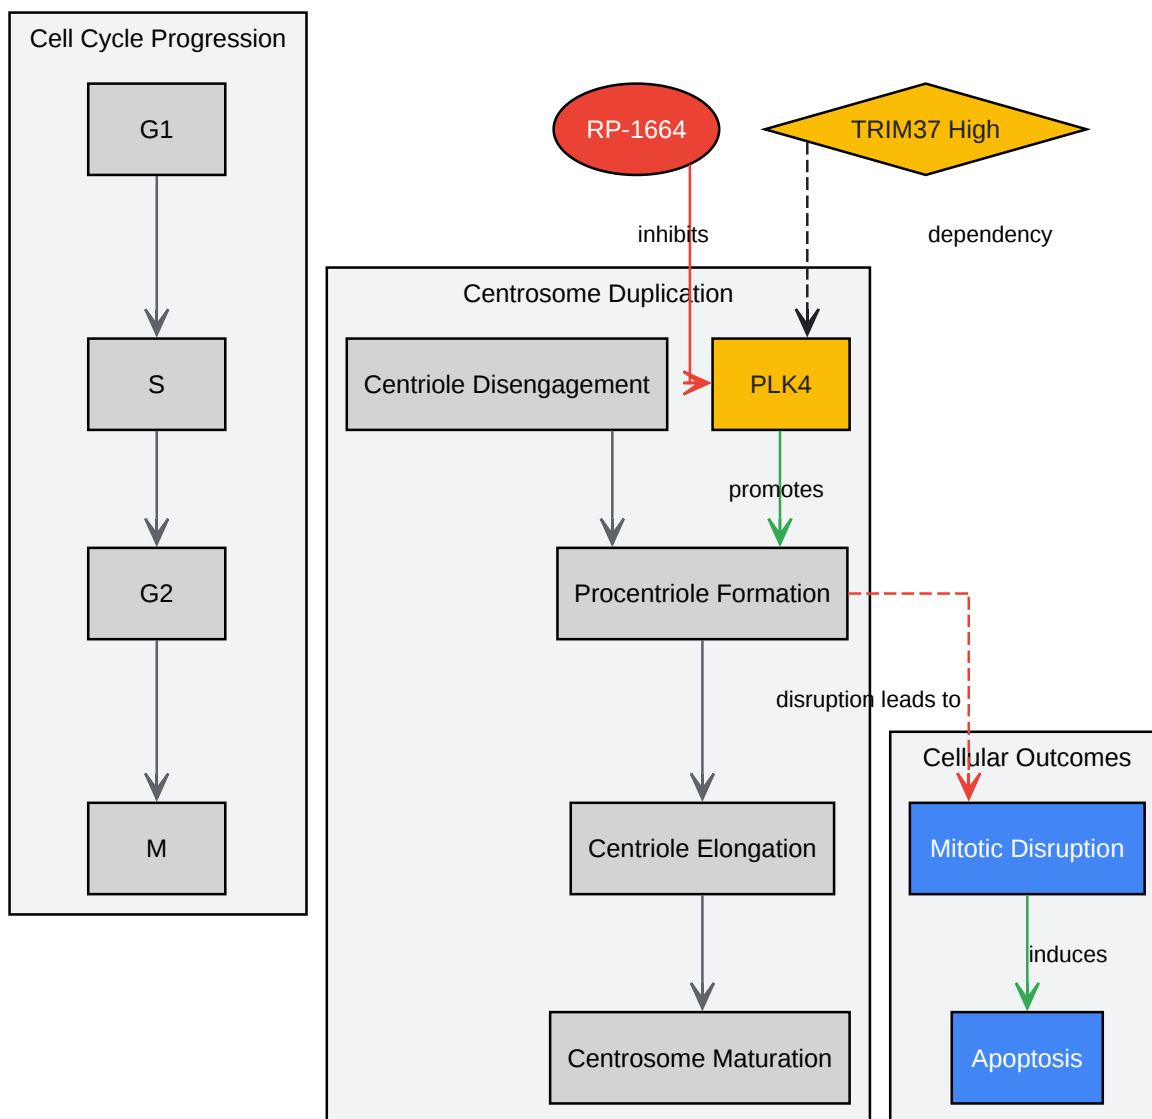 Cell Cycle Progression
G1
S
G2
M
RP-1664
TRIM37 High
inhibits
dependency
Centrosome Duplication
Centriole Disengagement
PLK4
promotes
Procentriole Formation
disruption leads to
Centriole Elongation
Centrosome Maturation
Cellular Outcomes
Mitotic Disruption
induces
Apoptosis